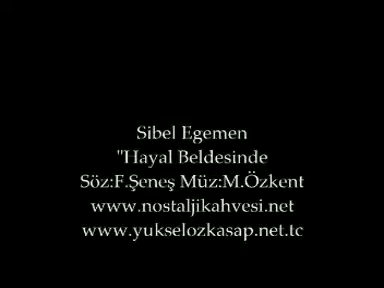 Sibel Egemen
"Hayal Beldesinde
Söz:F.Şeneş Müz:M.Özkent
www.nostaljikahvesi.net
www.yukselozkasap.net.tc